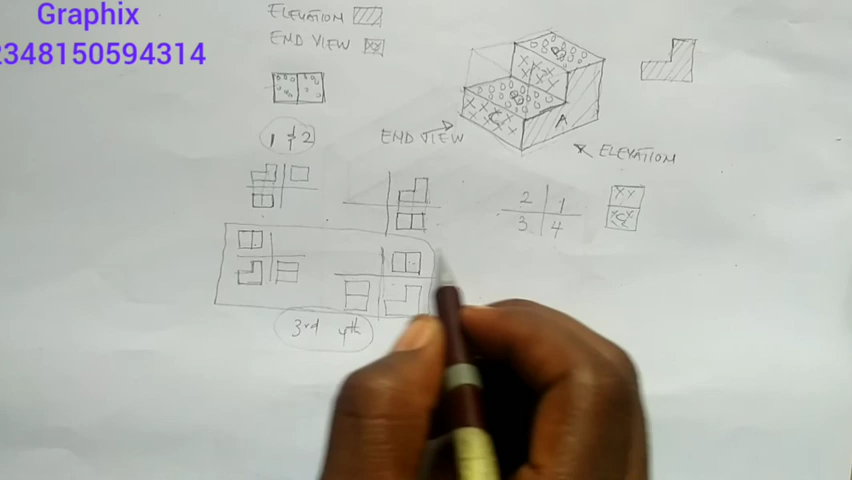 Graphix
2348150594314
ELEVATION
END VIEW
1 & 2
END VIEW
A
C
ELEVATION
2 1
3 4
3rd 4th